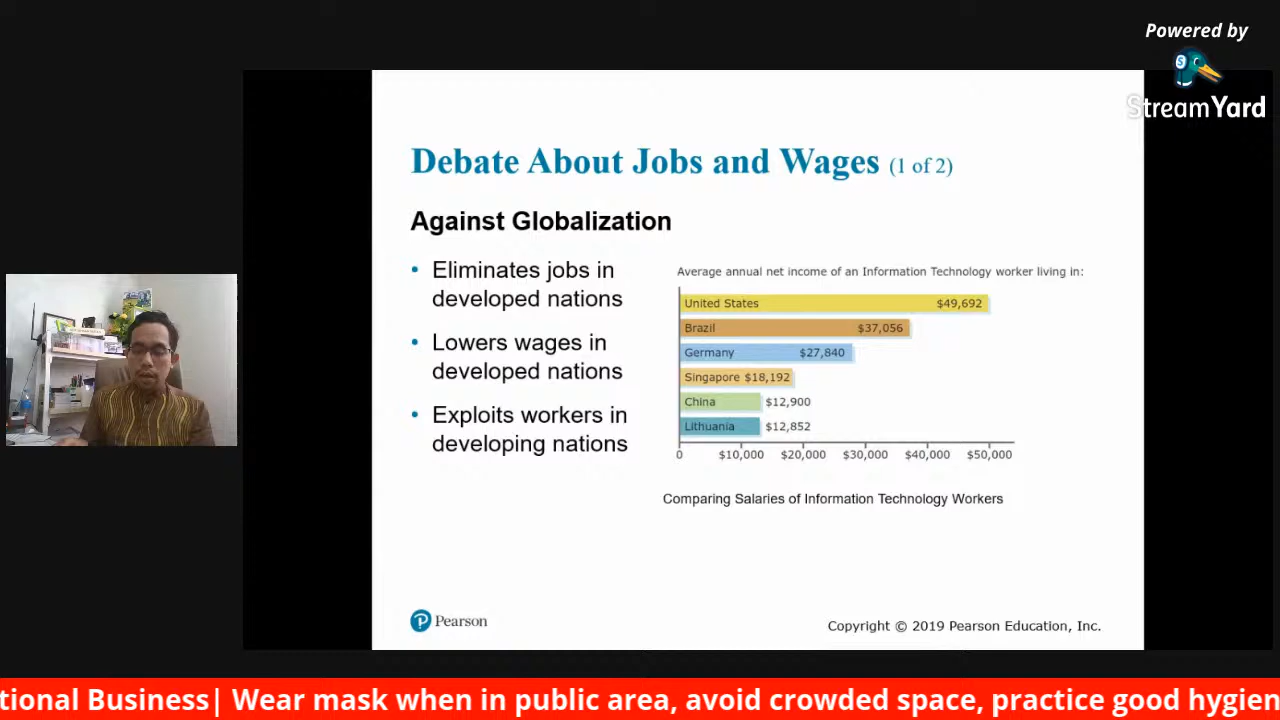 Powered by
StreamYard
Debate About Jobs and Wages (1 of 2)
Against Globalization
• Eliminates jobs in
developed nations
• Lowers wages in
developed nations
• Exploits workers in
developing nations
Average annual net income of an Information Technology worker living in:
United States $49,692
Brazil $37,056
Germany $27,840
Singapore $18,192
China $12,900
Lithuania $12,852
0 $10,000 $20,000 $30,000 $40,000 $50,000
Comparing Salaries of Information Technology Workers
Pearson
Copyright © 2019 Pearson Education, Inc.
tional Business| Wear mask when in public area, avoid crowded space, practice good hygien